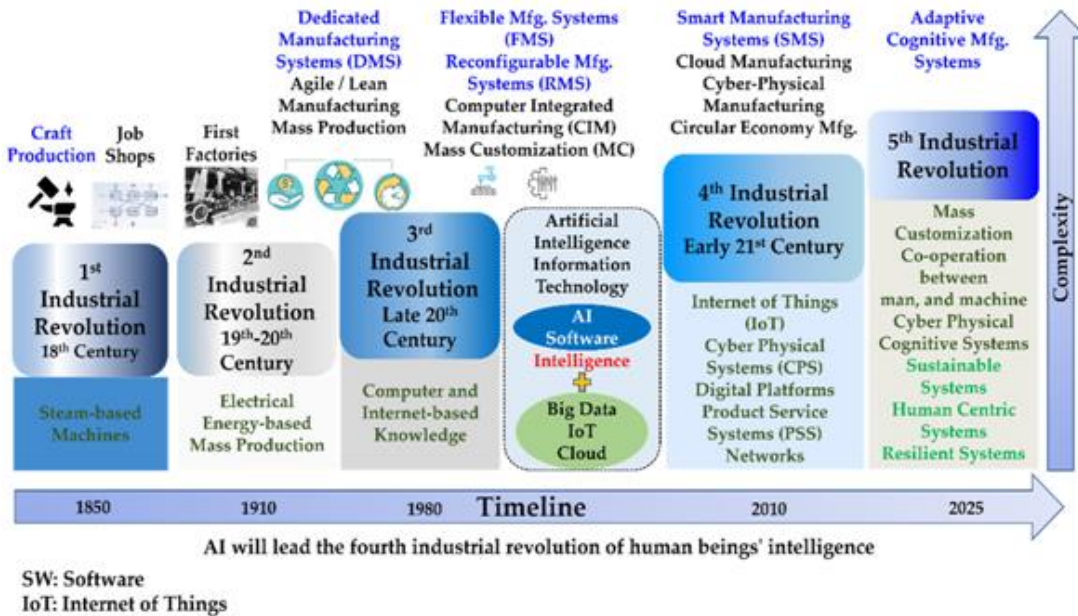 Dedicated
Manufacturing
Systems (DMS)
Agile / Lean
Manufacturing
Mass Production
Flexible Mfg. Systems
(FMS)
Reconfigurable Mfg.
Systems (RMS)
Computer Integrated
Manufacturing (CIM)
Mass Customization (MC)
Smart Manufacturing
Systems (SMS)
Cloud Manufacturing
Cyber-Physical
Manufacturing
Circular Economy Mfg.
Adaptive
Cognitive Mfg.
Systems
Craft
Production
Job
Shops
First
Factories
1st
Industrial
Revolution
18th Century
Steam-based
Machines
2nd
Industrial
Revolution
19th-20th
Century
Electrical
Energy-based
Mass Production
3rd
Industrial
Revolution
Late 20th
Century
Computer and
Internet-based
Knowledge
Artificial
Intelligence
Information
Technology
AI
Software
Intelligence
Big Data
IoT
Cloud
4th Industrial
Revolution
Early 21st Century
Internet of Things
(IoT)
Cyber Physical
Systems (CPS)
Digital Platforms
Product Service
Systems (PSS)
Networks
5th Industrial
Revolution
Mass
Customization
Co-operation
between
man, and machine
Cyber Physical
Cognitive Systems
Sustainable
Systems
Human Centric
Systems
Resilient Systems
Complexity
1850 1910 1980 Timeline 2010 2025
AI will lead the fourth industrial revolution of human beings' intelligence
SW: Software
IoT: Internet of Things